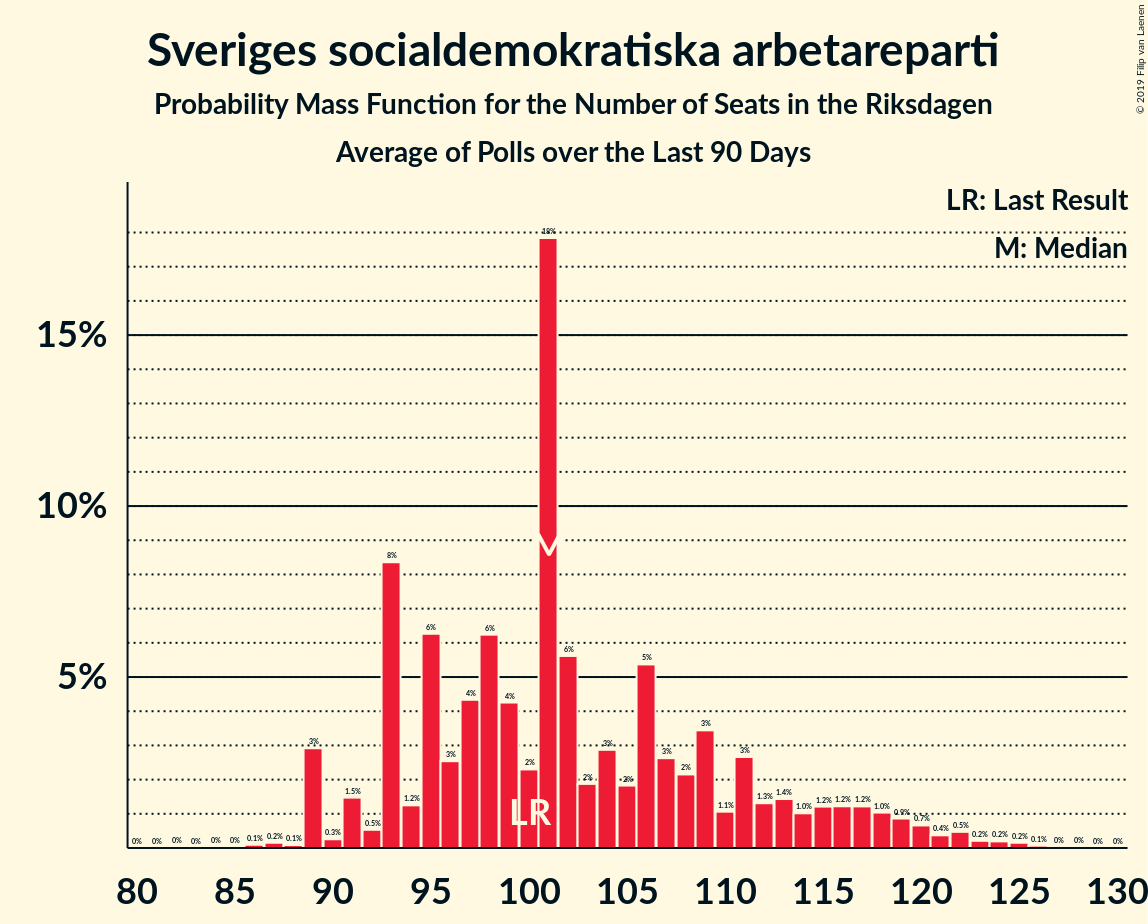 Sveriges socialdemokratiska arbetareparti
Probability Mass Function for the Number of Seats in the Riksdagen
Average of Polls over the Last 90 Days
© 2019 Filip van Laenen
LR: Last Result
M: Median
15%
10%
5%
0% 0% 0% 0% 0% 0% 0.1% 0.2% 0.1% 3% 0.3% 1.5% 0.5% 8% 1.2% 6% 3% 4% 6% 4% 2% 18% 6% 2% 3% 2% 5% 3% 2% 3% 1.1% 3% 1.3% 1.4% 1.0% 1.2% 1.2% 1.2% 1.0% 0.9% 0.7% 0.4% 0.5% 0.2% 0.2% 0.2% 0.1% 0% 0% 0% 0%
M
LR
80 85 90 95 100 105 110 115 120 125 130